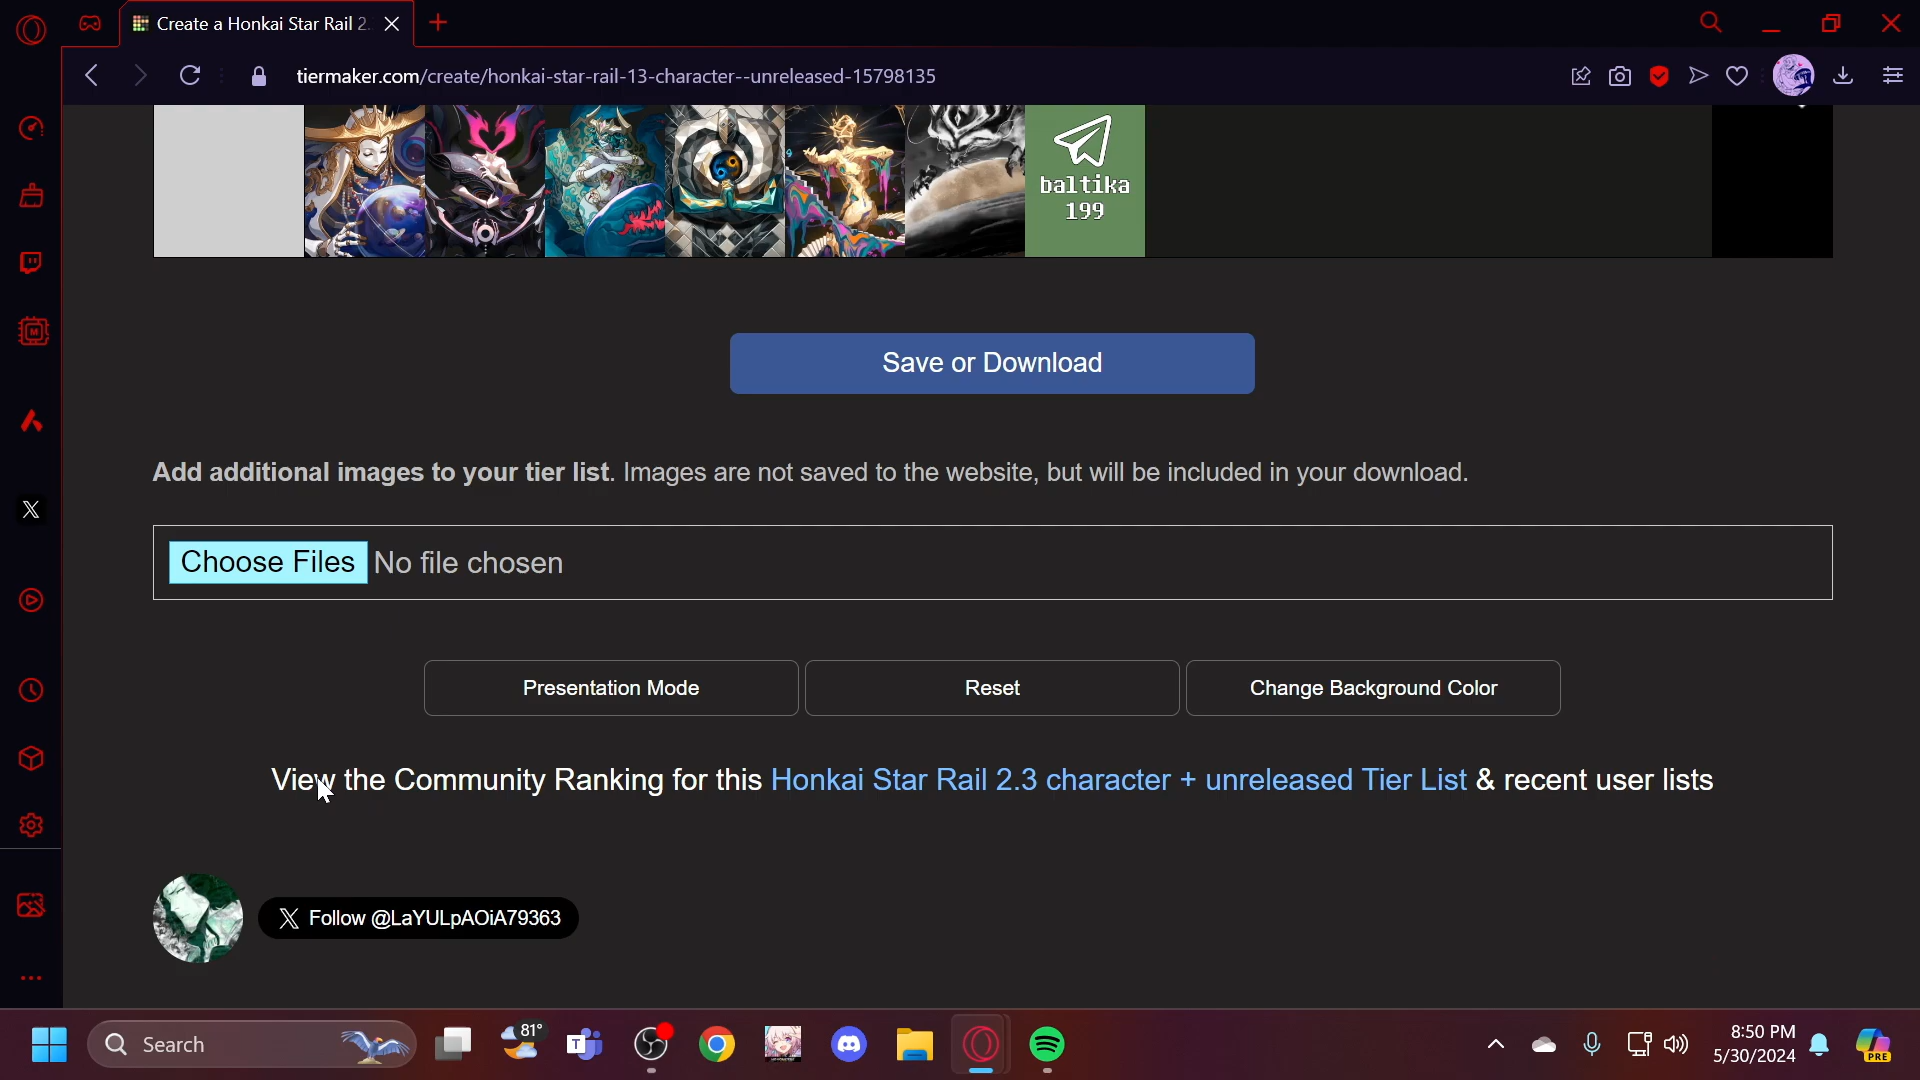 Create a Honkai Star Rail 2.
tiermaker.com/create/honkai-star-rail-13-character--unreleased-15798135
baltika
199
Save or Download
Add additional images to your tier list. Images are not saved to the website, but will be included in your download.
Choose Files No file chosen
Presentation Mode
Reset
Change Background Color
View the Community Ranking for this Honkai Star Rail 2.3 character + unreleased Tier List & recent user lists
X Follow @LaYULpAOiA79363
Search
81°
8:50 PM
5/30/2024
PRE